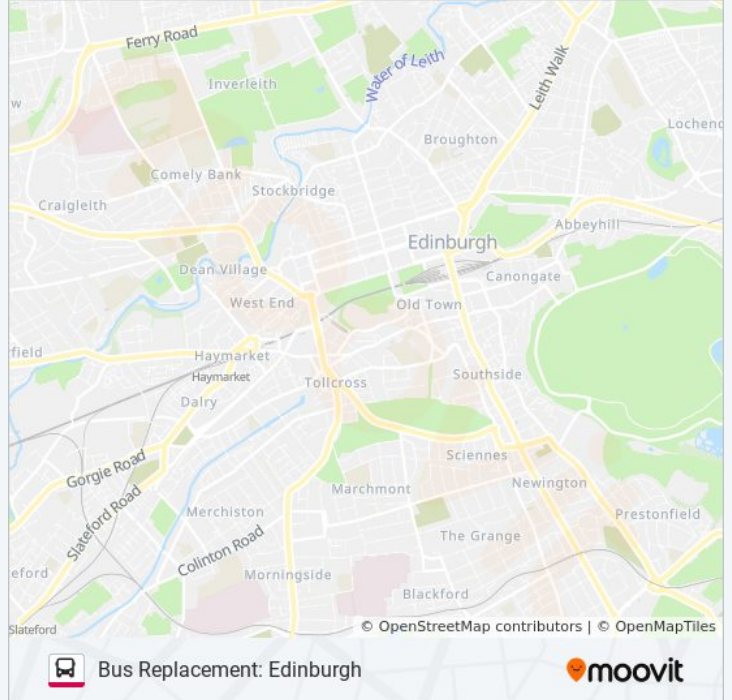 Ferry Road
Water of Leith
Leith Walk
Inverleith
w
Broughton
Lochend
Comely Bank
Stockbridge
Craigleith
Abbeyhill
Edinburgh
Dean Village
Canongate
West End
Old Town
field
Haymarket
Haymarket
Southside
Tollcross
Dalry
Gorgie Road
Sciennes
Newington
Marchmont
Slateford Road
Merchiston
Prestonfield
The Grange
Colinton Road
eford
Morningside
Blackford
Slateford
© OpenStreetMap contributors | © OpenMapTiles
Bus Replacement: Edinburgh
moovit